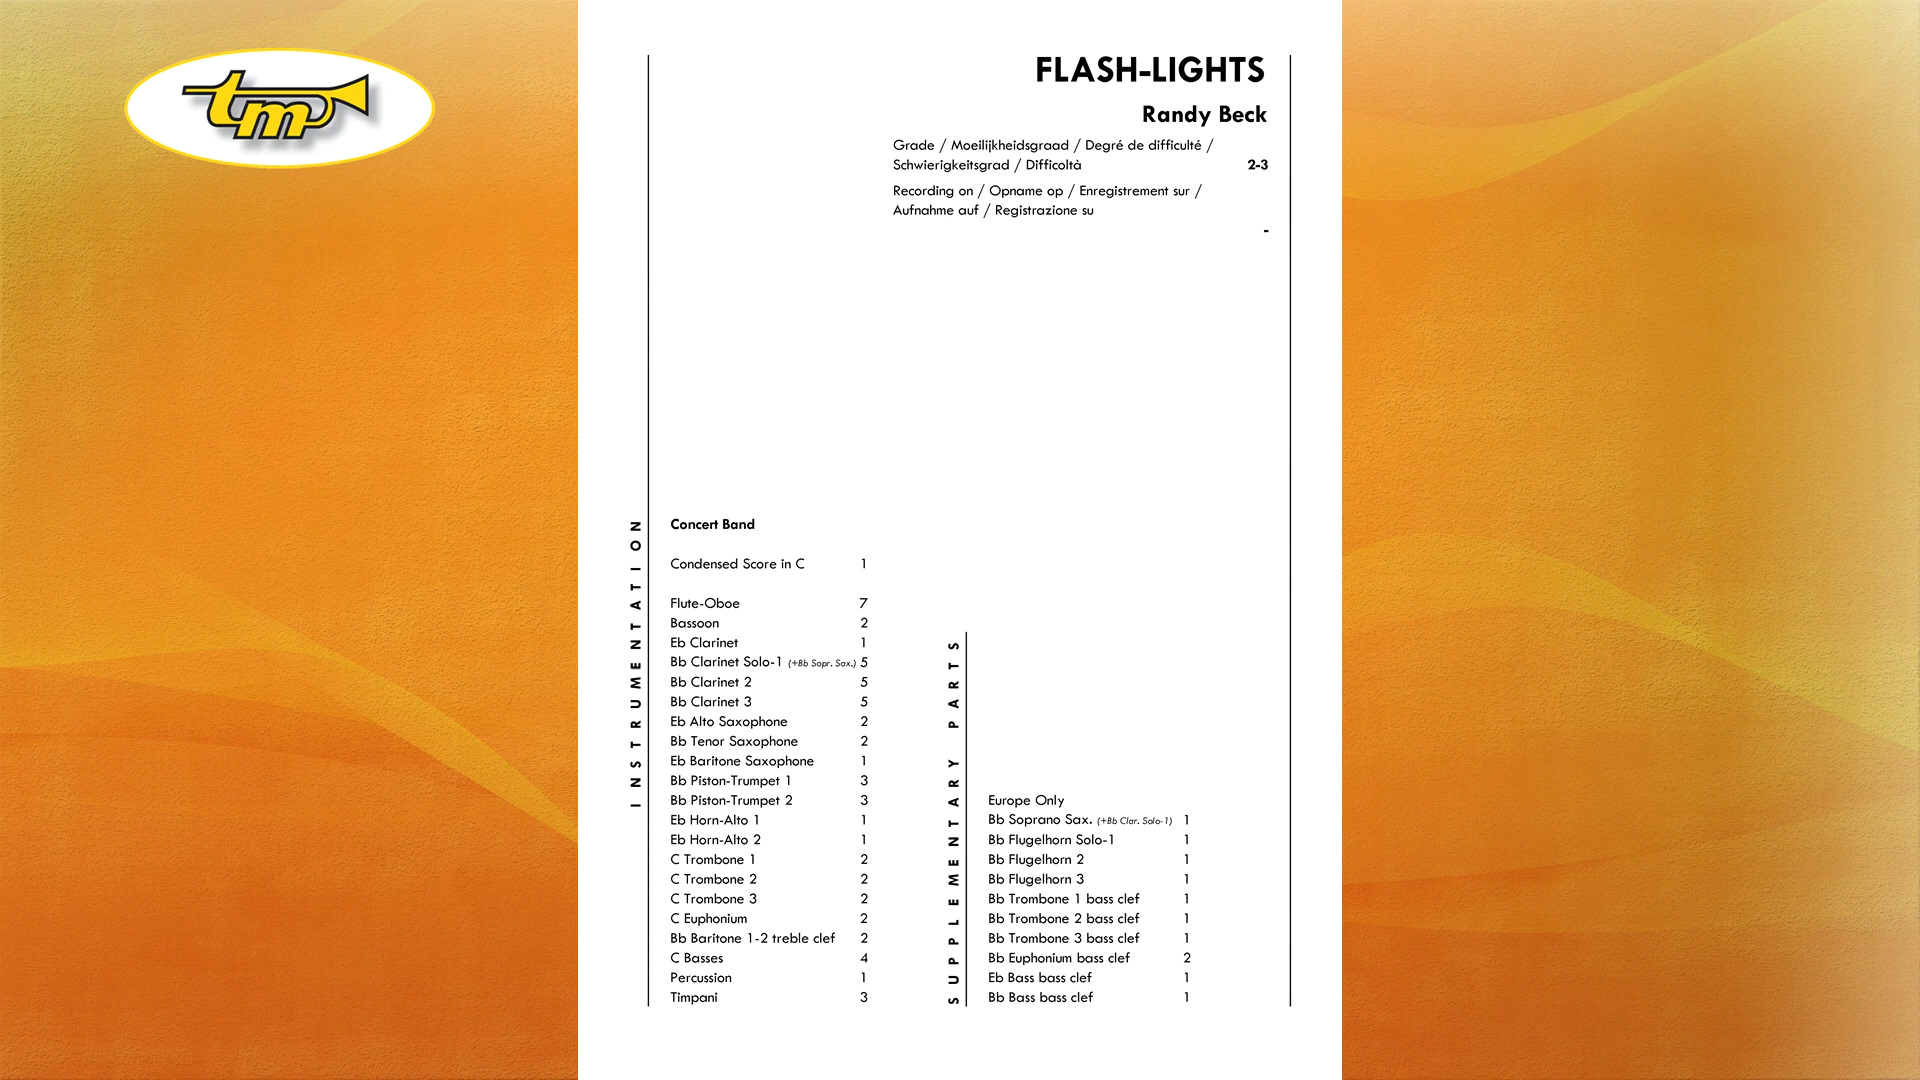 tm
FLASH-LIGHTS
Randy Beck
Grade / Moeilijkheidsgraad / Degré de difficulté /
Schwierigkeitsgrad / Difficoltà 2-3
Recording on / Opname op / Enregistrement sur /
Aufnahme auf / Registrazione su
-
INSTRUMENTATION
Concert Band
Condensed Score in C 1
Flute-Oboe 7
Bassoon 2
Eb Clarinet 1
Bb Clarinet Solo-1 (+Bb Sopr. Sax.) 5
Bb Clarinet 2 5
Bb Clarinet 3 5
Eb Alto Saxophone 2
Bb Tenor Saxophone 2
Eb Baritone Saxophone 1
Bb Piston-Trumpet 1 3
Bb Piston-Trumpet 2 3
Eb Horn-Alto 1 1
Eb Horn-Alto 2 1
C Trombone 1 2
C Trombone 2 2
C Trombone 3 2
C Euphonium 2
Bb Baritone 1-2 treble clef 2
C Basses 4
Percussion 1
Timpani 3
SUPPLEMENTARY PARTS
Europe Only
Bb Soprano Sax. (+Bb Clar. Solo-1) 1
Bb Flugelhorn Solo-1 1
Bb Flugelhorn 2 1
Bb Flugelhorn 3 1
Bb Trombone 1 bass clef 1
Bb Trombone 2 bass clef 1
Bb Trombone 3 bass clef 1
Bb Euphonium bass clef 2
Eb Bass bass clef 1
Bb Bass bass clef 1